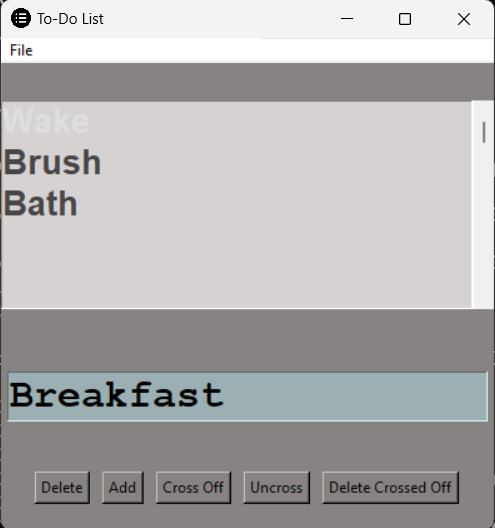 To-Do List
File
Wake
Brush
Bath
Breakfast
Delete Add Cross Off Uncross Delete Crossed Off